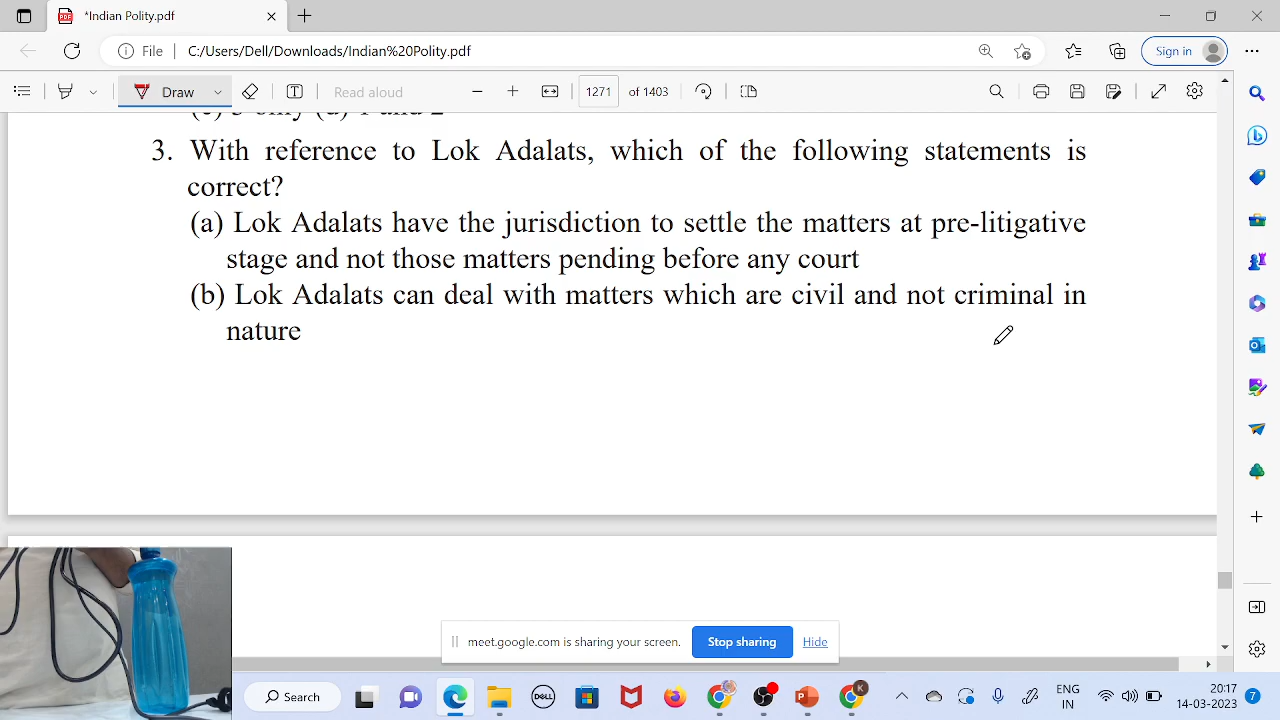 *Indian Polity.pdf
File
C:/Users/Dell/Downloads/Indian%20Polity.pdf
Sign in
Draw
Read aloud
1271 of 1403
3. With reference to Lok Adalats, which of the following statements is
correct?
(a) Lok Adalats have the jurisdiction to settle the matters at pre-litigative
stage and not those matters pending before any court
(b) Lok Adalats can deal with matters which are civil and not criminal in
nature
meet.google.com is sharing your screen. Stop sharing Hide
Search
DELL
K
ENG
IN
20:17
14-03-2023
7